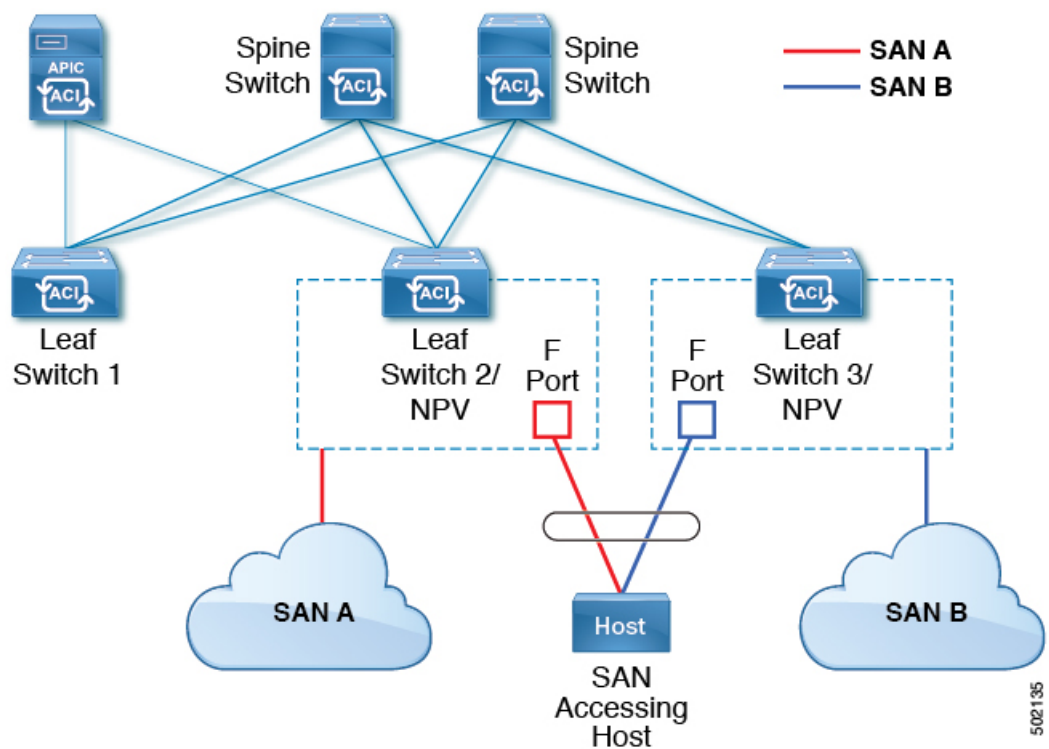 APIC
ACI
Spine
Switch
ACI
Spine
Switch
ACI
SAN A
SAN B
ACI
Leaf
Switch 1
ACI
Leaf
Switch 2/
NPV
F
Port
F
Port
ACI
Leaf
Switch 3/
NPV
SAN A
Host
SAN
Accessing
Host
SAN B
502135